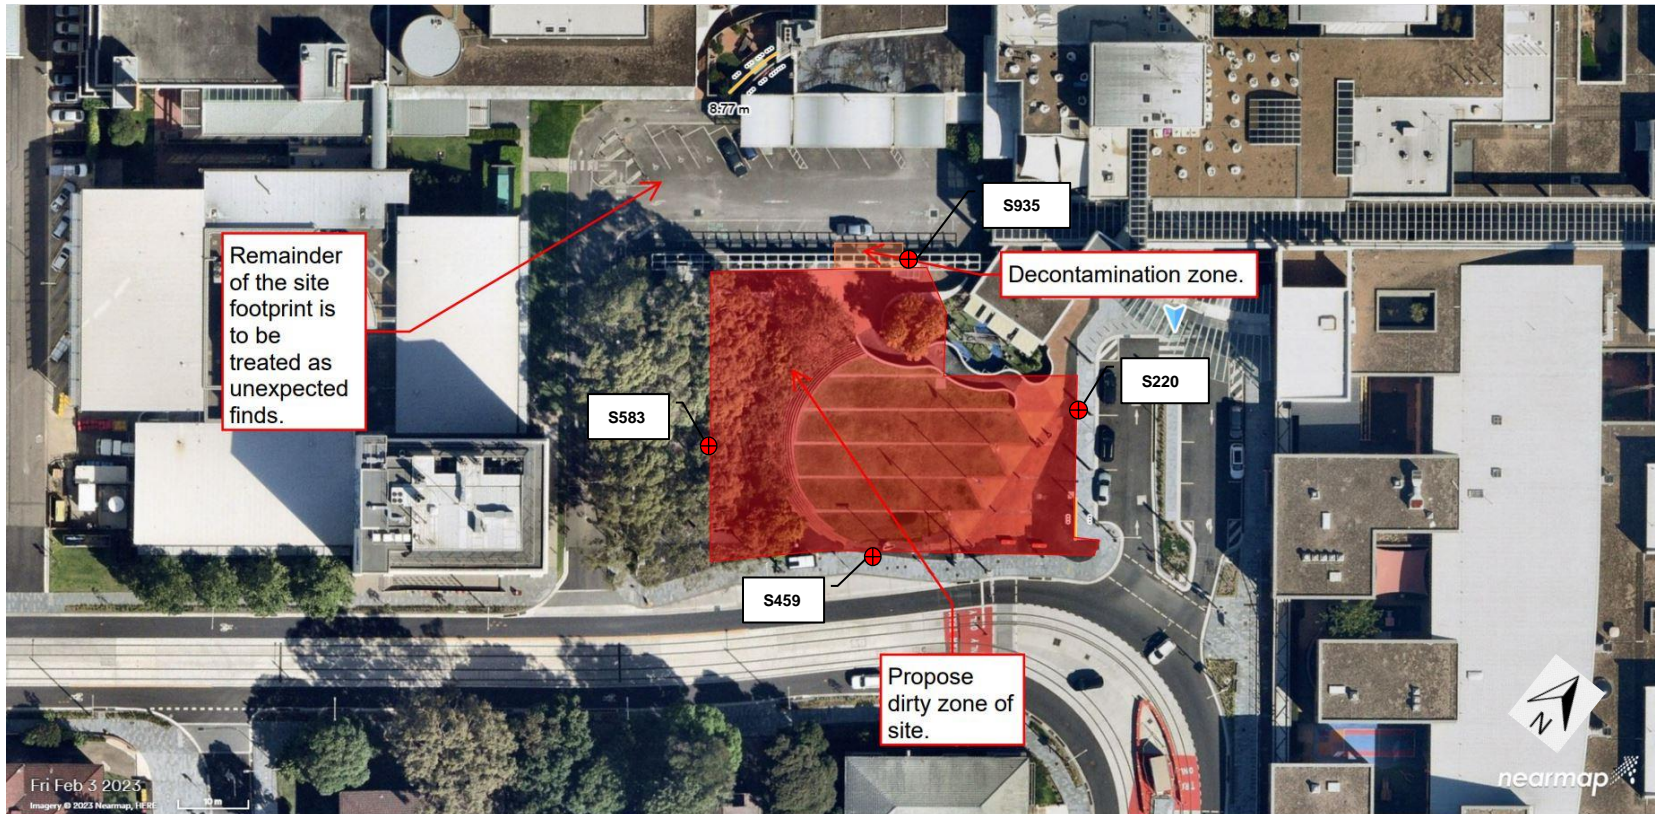 8.77 m
S935
Remainder
of the site
footprint is
to be
treated as
unexpected
finds.
Decontamination zone.
S220
S583
S459
Propose
dirty zone of
site.
N
Fri Feb 3 2023
Imagery © 2023 Nearmap, HERE
10 m
nearmap